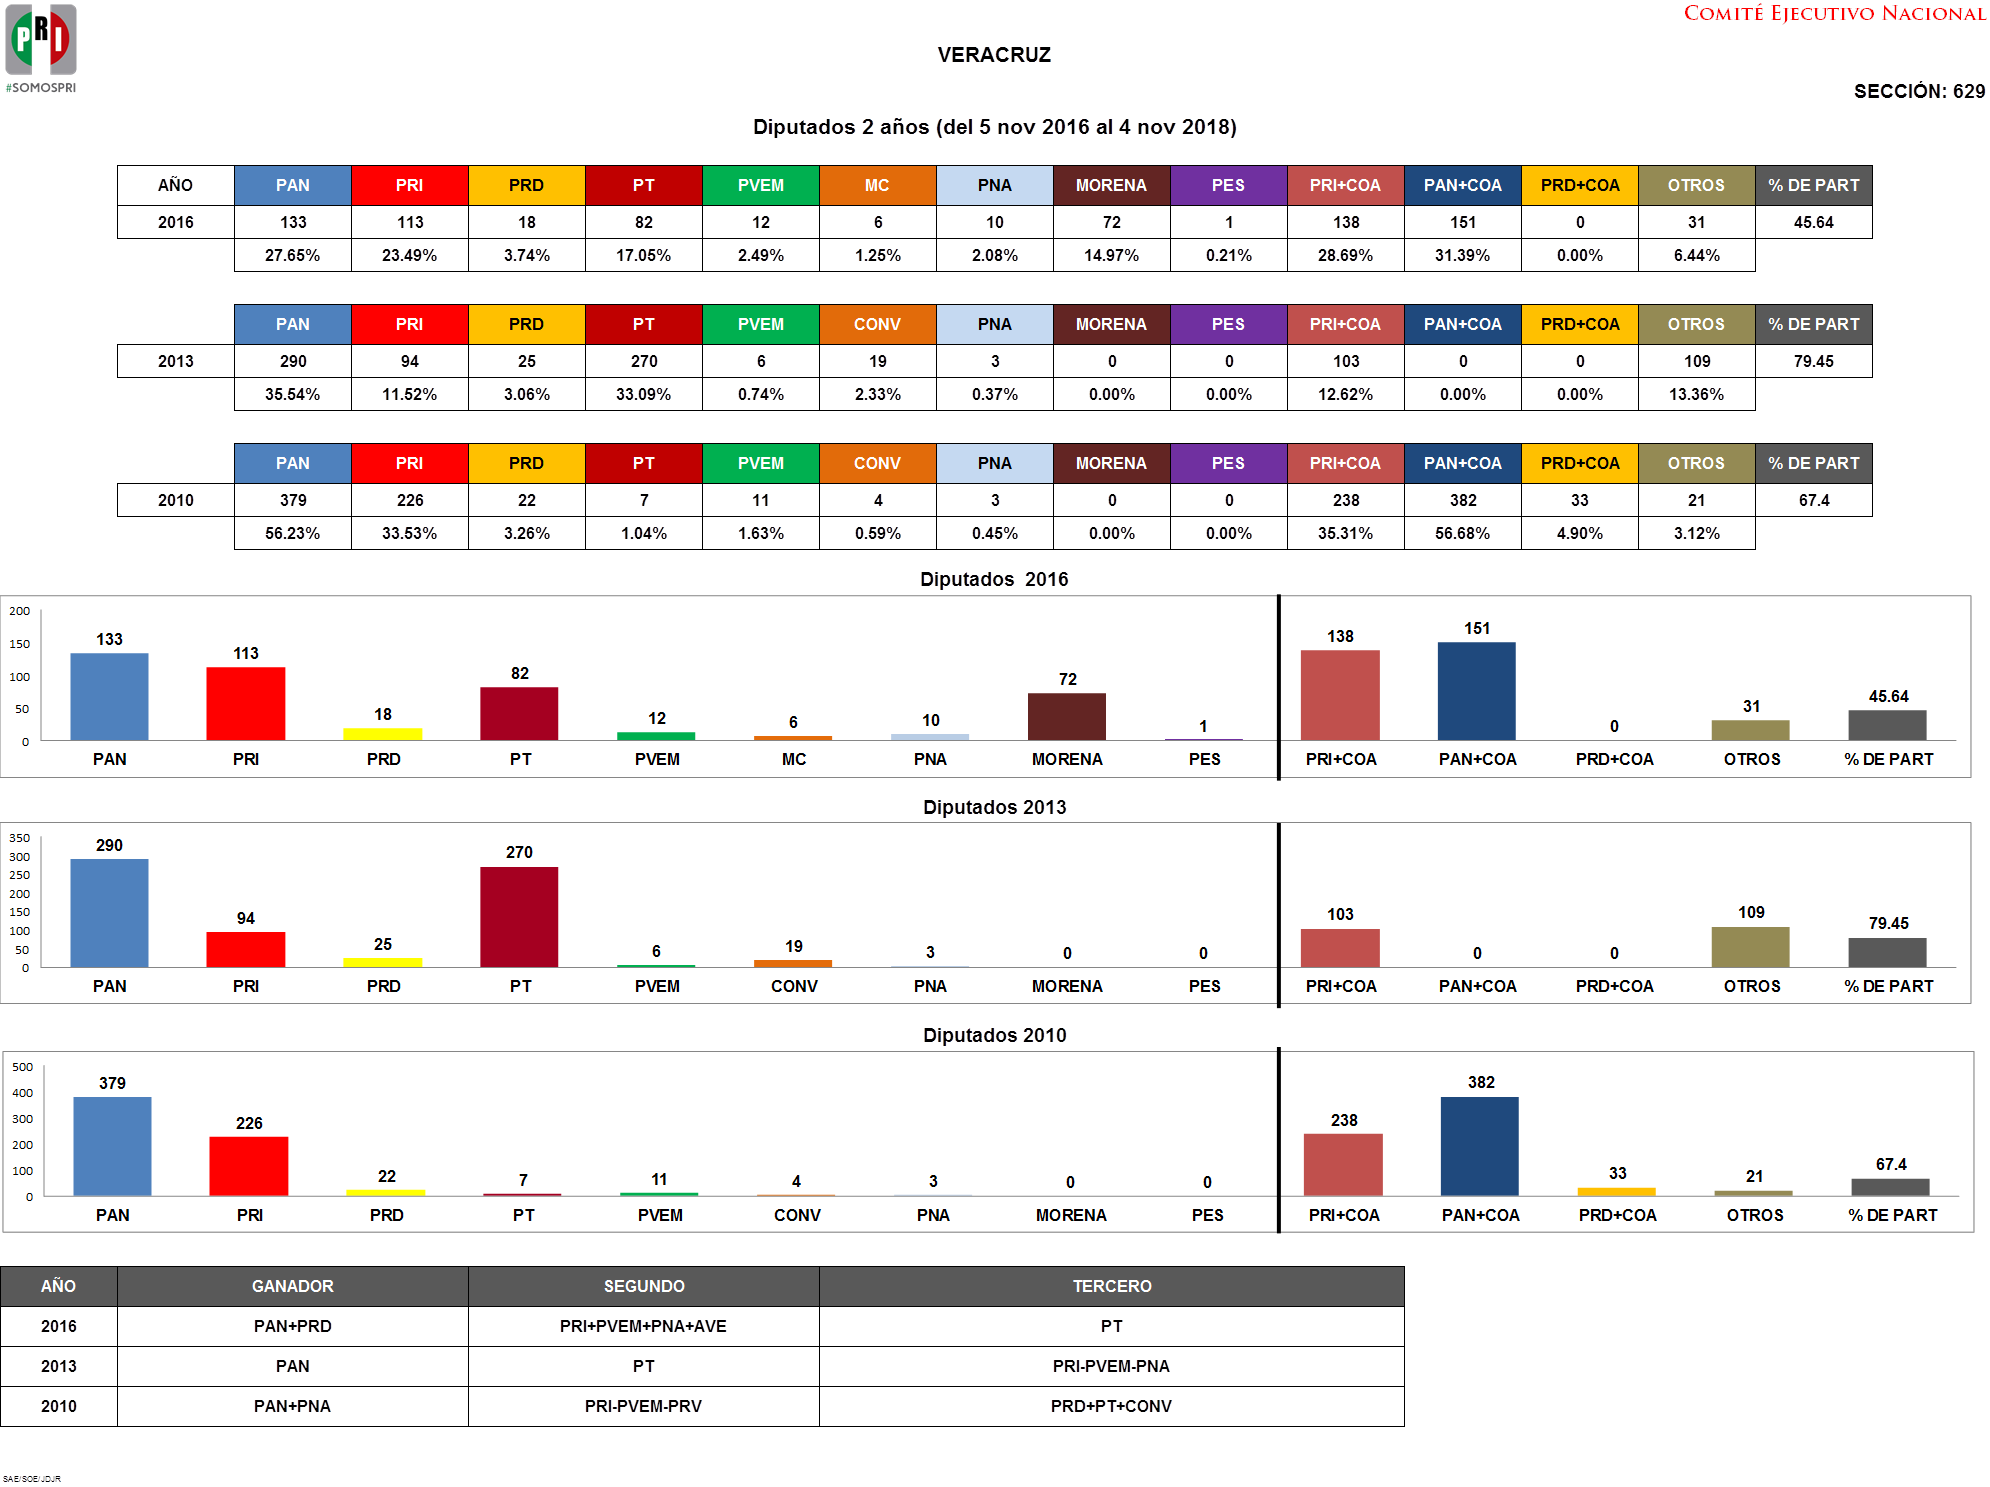 PRI
#SOMOSPRI
COMITÉ EJECUTIVO NACIONAL
VERACRUZ
SECCIÓN: 629
Diputados 2 años (del 5 nov 2016 al 4 nov 2018)
AÑO PAN PRI PRD PT PVEM MC PNA MORENA PES PRI+COA PAN+COA PRD+COA OTROS % DE PART
2016 133 113 18 82 12 6 10 72 1 138 151 0 31 45.64
27.65% 23.49% 3.74% 17.05% 2.49% 1.25% 2.08% 14.97% 0.21% 28.69% 31.39% 0.00% 6.44%
PAN PRI PRD PT PVEM CONV PNA MORENA PES PRI+COA PAN+COA PRD+COA OTROS % DE PART
2013 290 94 25 270 6 19 3 0 0 103 0 0 109 79.45
35.54% 11.52% 3.06% 33.09% 0.74% 2.33% 0.37% 0.00% 0.00% 12.62% 0.00% 0.00% 13.36%
PAN PRI PRD PT PVEM CONV PNA MORENA PES PRI+COA PAN+COA PRD+COA OTROS % DE PART
2010 379 226 22 7 11 4 3 0 0 238 382 33 21 67.4
56.23% 33.53% 3.26% 1.04% 1.63% 0.59% 0.45% 0.00% 0.00% 35.31% 56.68% 4.90% 3.12%
Diputados 2016
200
150
100
50
0
133 113 18 82 12 6 10 72 1 138 151 0 31 45.64
PAN PRI PRD PT PVEM MC PNA MORENA PES PRI+COA PAN+COA PRD+COA OTROS % DE PART
Diputados 2013
350
300
250
200
150
100
50
0
290 94 25 270 6 19 3 0 0 103 0 0 109 79.45
PAN PRI PRD PT PVEM CONV PNA MORENA PES PRI+COA PAN+COA PRD+COA OTROS % DE PART
Diputados 2010
500
400
300
200
100
0
379 226 22 7 11 4 3 0 0 238 382 33 21 67.4
PAN PRI PRD PT PVEM CONV PNA MORENA PES PRI+COA PAN+COA PRD+COA OTROS % DE PART
AÑO GANADOR SEGUNDO TERCERO
2016 PAN+PRD PRI+PVEM+PNA+AVE PT
2013 PAN PT PRI-PVEM-PNA
2010 PAN+PNA PRI-PVEM-PRV PRD+PT+CONV
SAE/SOE/JDJR